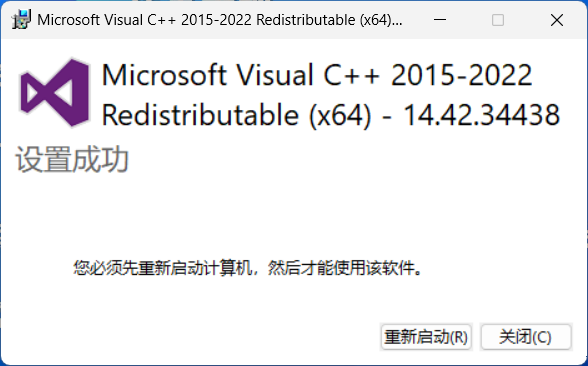 Microsoft Visual C++ 2015-2022 Redistributable (x64)...
Microsoft Visual C++ 2015-2022
Redistributable (x64) - 14.42.34438
设置成功
您必须先重新启动计算机，然后才能使用该软件。
重新启动(R) 关闭(C)